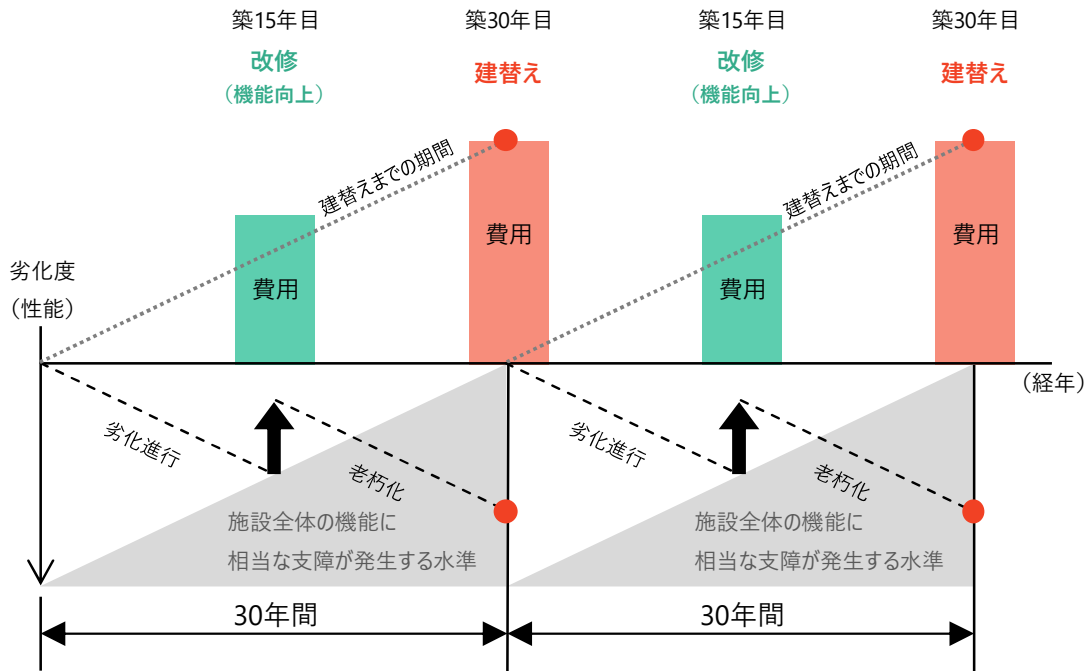 築15年目
築30年目
築15年目
築30年目
改修
（機能向上）
建替え
改修
（機能向上）
建替え
建替えまでの期間
建替えまでの期間
費用
費用
費用
費用
劣化度
（性能）
（経年）
劣化進行
老朽化
劣化進行
老朽化
施設全体の機能に
相当な支障が発生する水準
施設全体の機能に
相当な支障が発生する水準
30年間
30年間